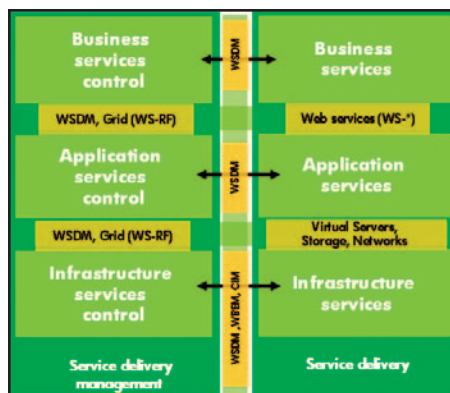 Business
services
control
WSDM
Business
services
WSDM, Grid (WS-RF)
Web services (WS-*)
Application
services
control
WSDM
Application
services
WSDM, Grid (WS-RF)
Virtual Servers,
Storage, Networks
Infrastructure
services
control
WSDM ,WBEM, CIM
Infrastructure
services
Service delivery
management
Service delivery